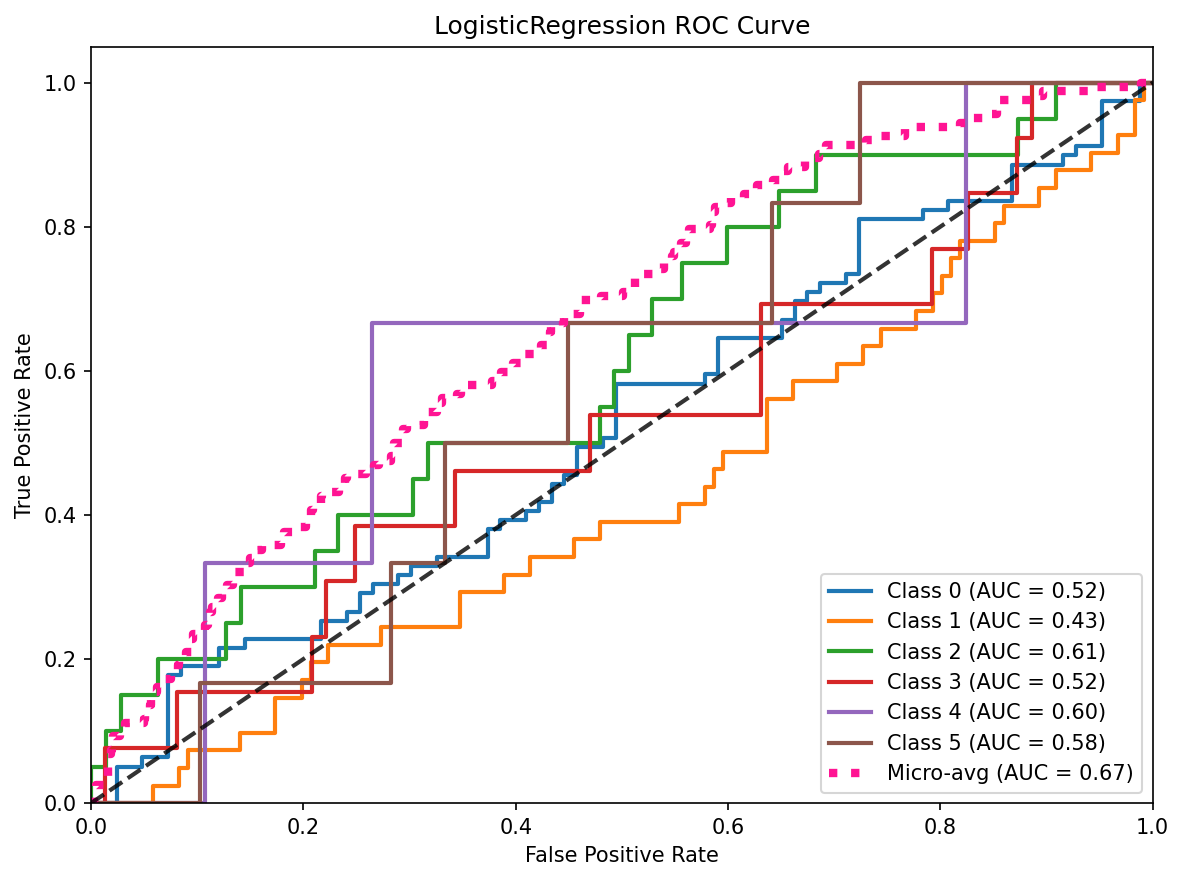 LogisticRegression ROC Curve
True Positive Rate
1.0
0.8
0.6
0.4
0.2
0.0
0.0 0.2 0.4 0.6 0.8 1.0
False Positive Rate
Class 0 (AUC = 0.52)
Class 1 (AUC = 0.43)
Class 2 (AUC = 0.61)
Class 3 (AUC = 0.52)
Class 4 (AUC = 0.60)
Class 5 (AUC = 0.58)
Micro-avg (AUC = 0.67)